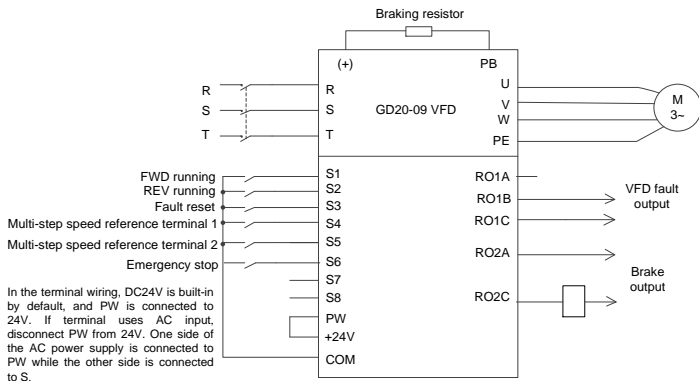 Braking resistor
(+) PB
R R U
S S GD20-09 VFD V
W
T T PE
M
3~
FWD running S1 RO1A
REV running S2
Fault reset S3 RO1B VFD fault
output
Multi-step speed reference terminal 1 S4 RO1C
Multi-step speed reference terminal 2 S5
Emergency stop S6 RO2A
Brake
output
S7
S8 RO2C
PW
+24V
COM
In the terminal wiring, DC24V is built-in
by default, and PW is connected to
24V. If terminal uses AC input,
disconnect PW from 24V. One side of
the AC power supply is connected to
PW while the other side is connected
to S.